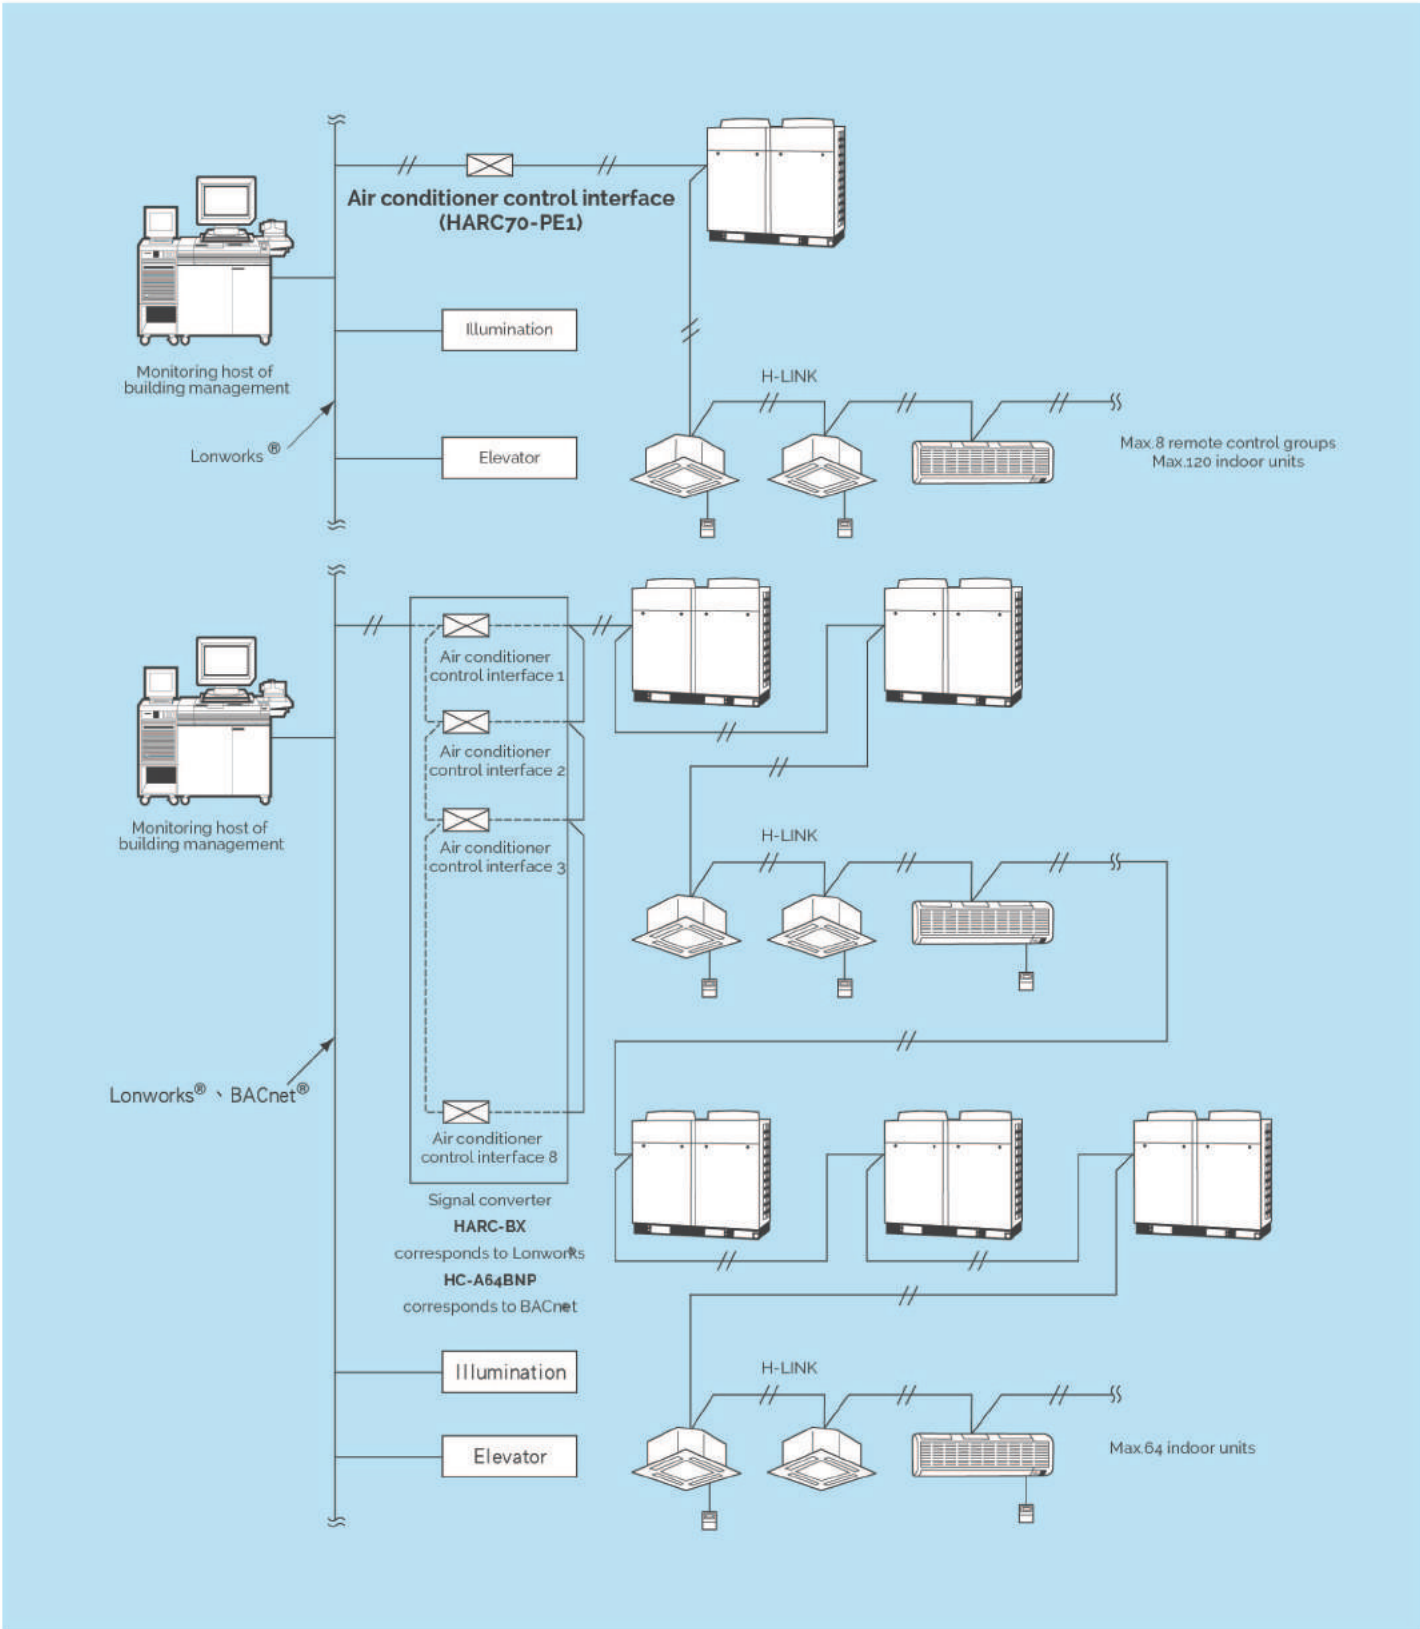 Air conditioner control interface
(HARC70-PE1)
Illumination
Monitoring host of
building management
H-LINK
Lonworks ®
Elevator
Max.8 remote control groups
Max.120 indoor units
Air conditioner
control interface 1
Air conditioner
control interface 2
Air conditioner
control interface 3
Monitoring host of
building management
H-LINK
Lonworks® 、 BACnet®
Air conditioner
control interface 8
Signal converter
HARC-BX
corresponds to Lonworks
HC-A64BNP
corresponds to BACnet
Illumination
H-LINK
Elevator
Max.64 indoor units